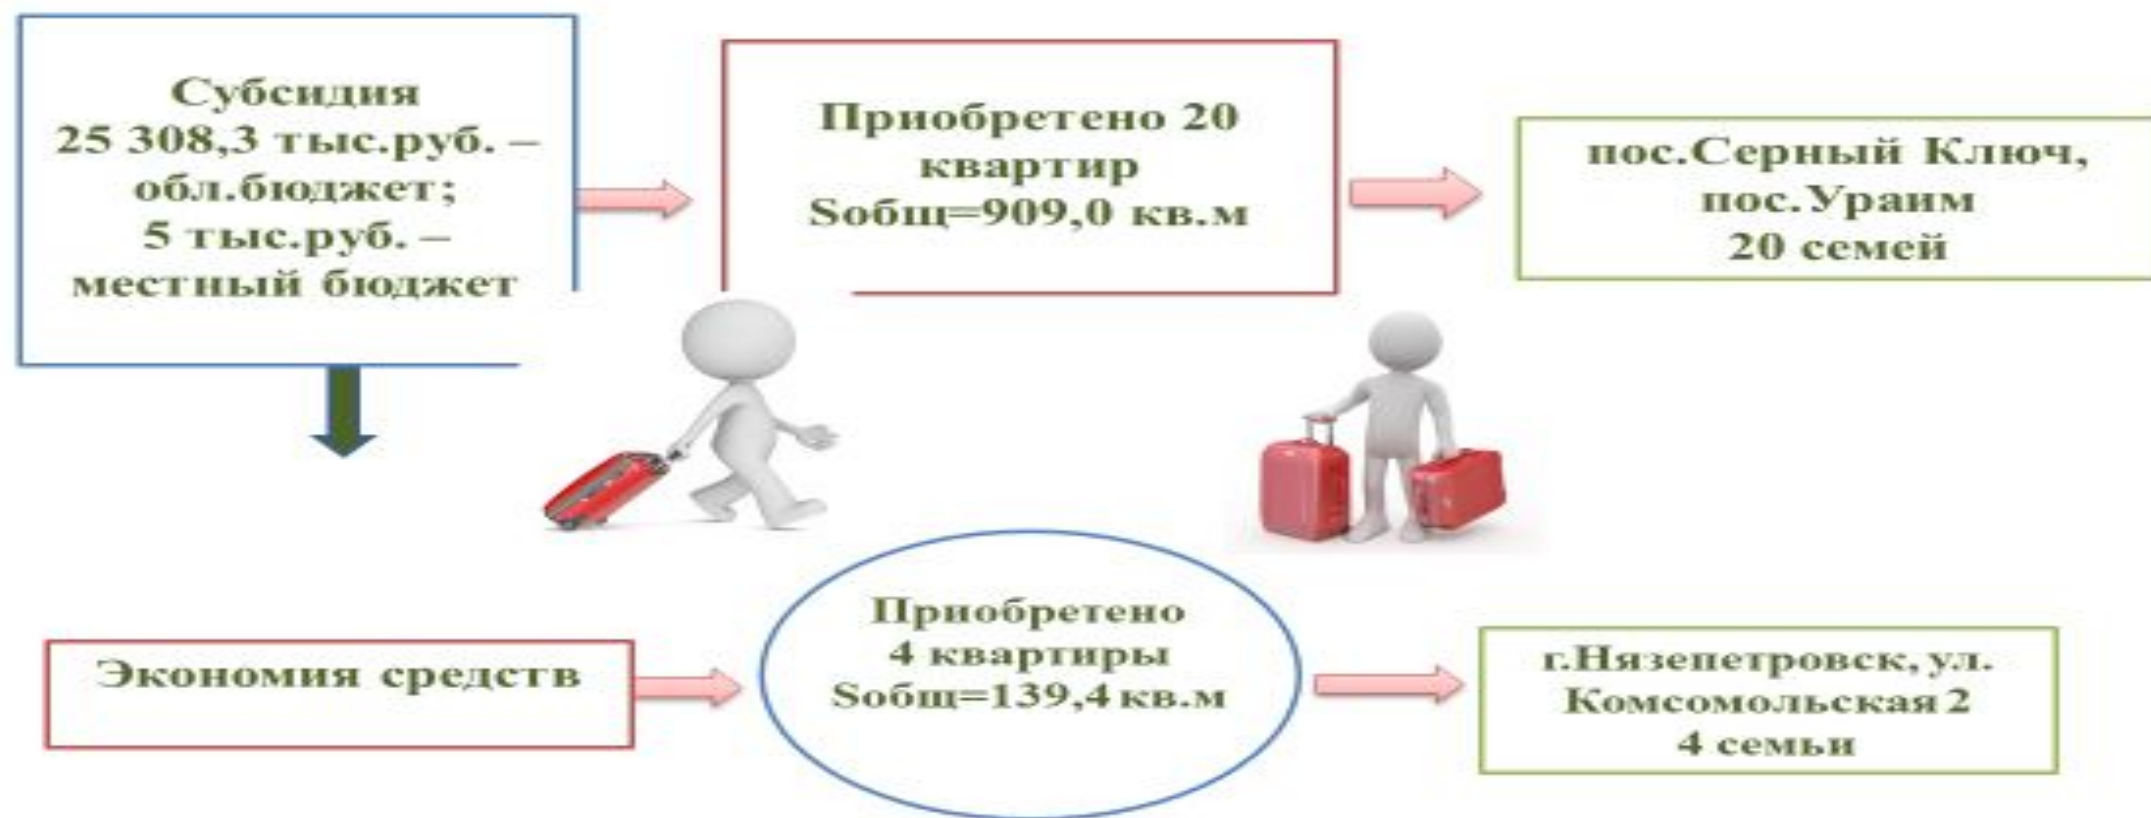 Субсидия
25 308,3 тыс.руб. –
обл.бюджет;
5 тыс.руб. –
местный бюджет
Приобретено 20
квартир
Sобщ=909,0 кв.м
пос.Серный Ключ,
пос.Ураим
20 семей
Экономия средств
Приобретено
4 квартиры
Sобщ=139,4 кв.м
г.Нязепетровск, ул.
Комсомольская 2
4 семьи